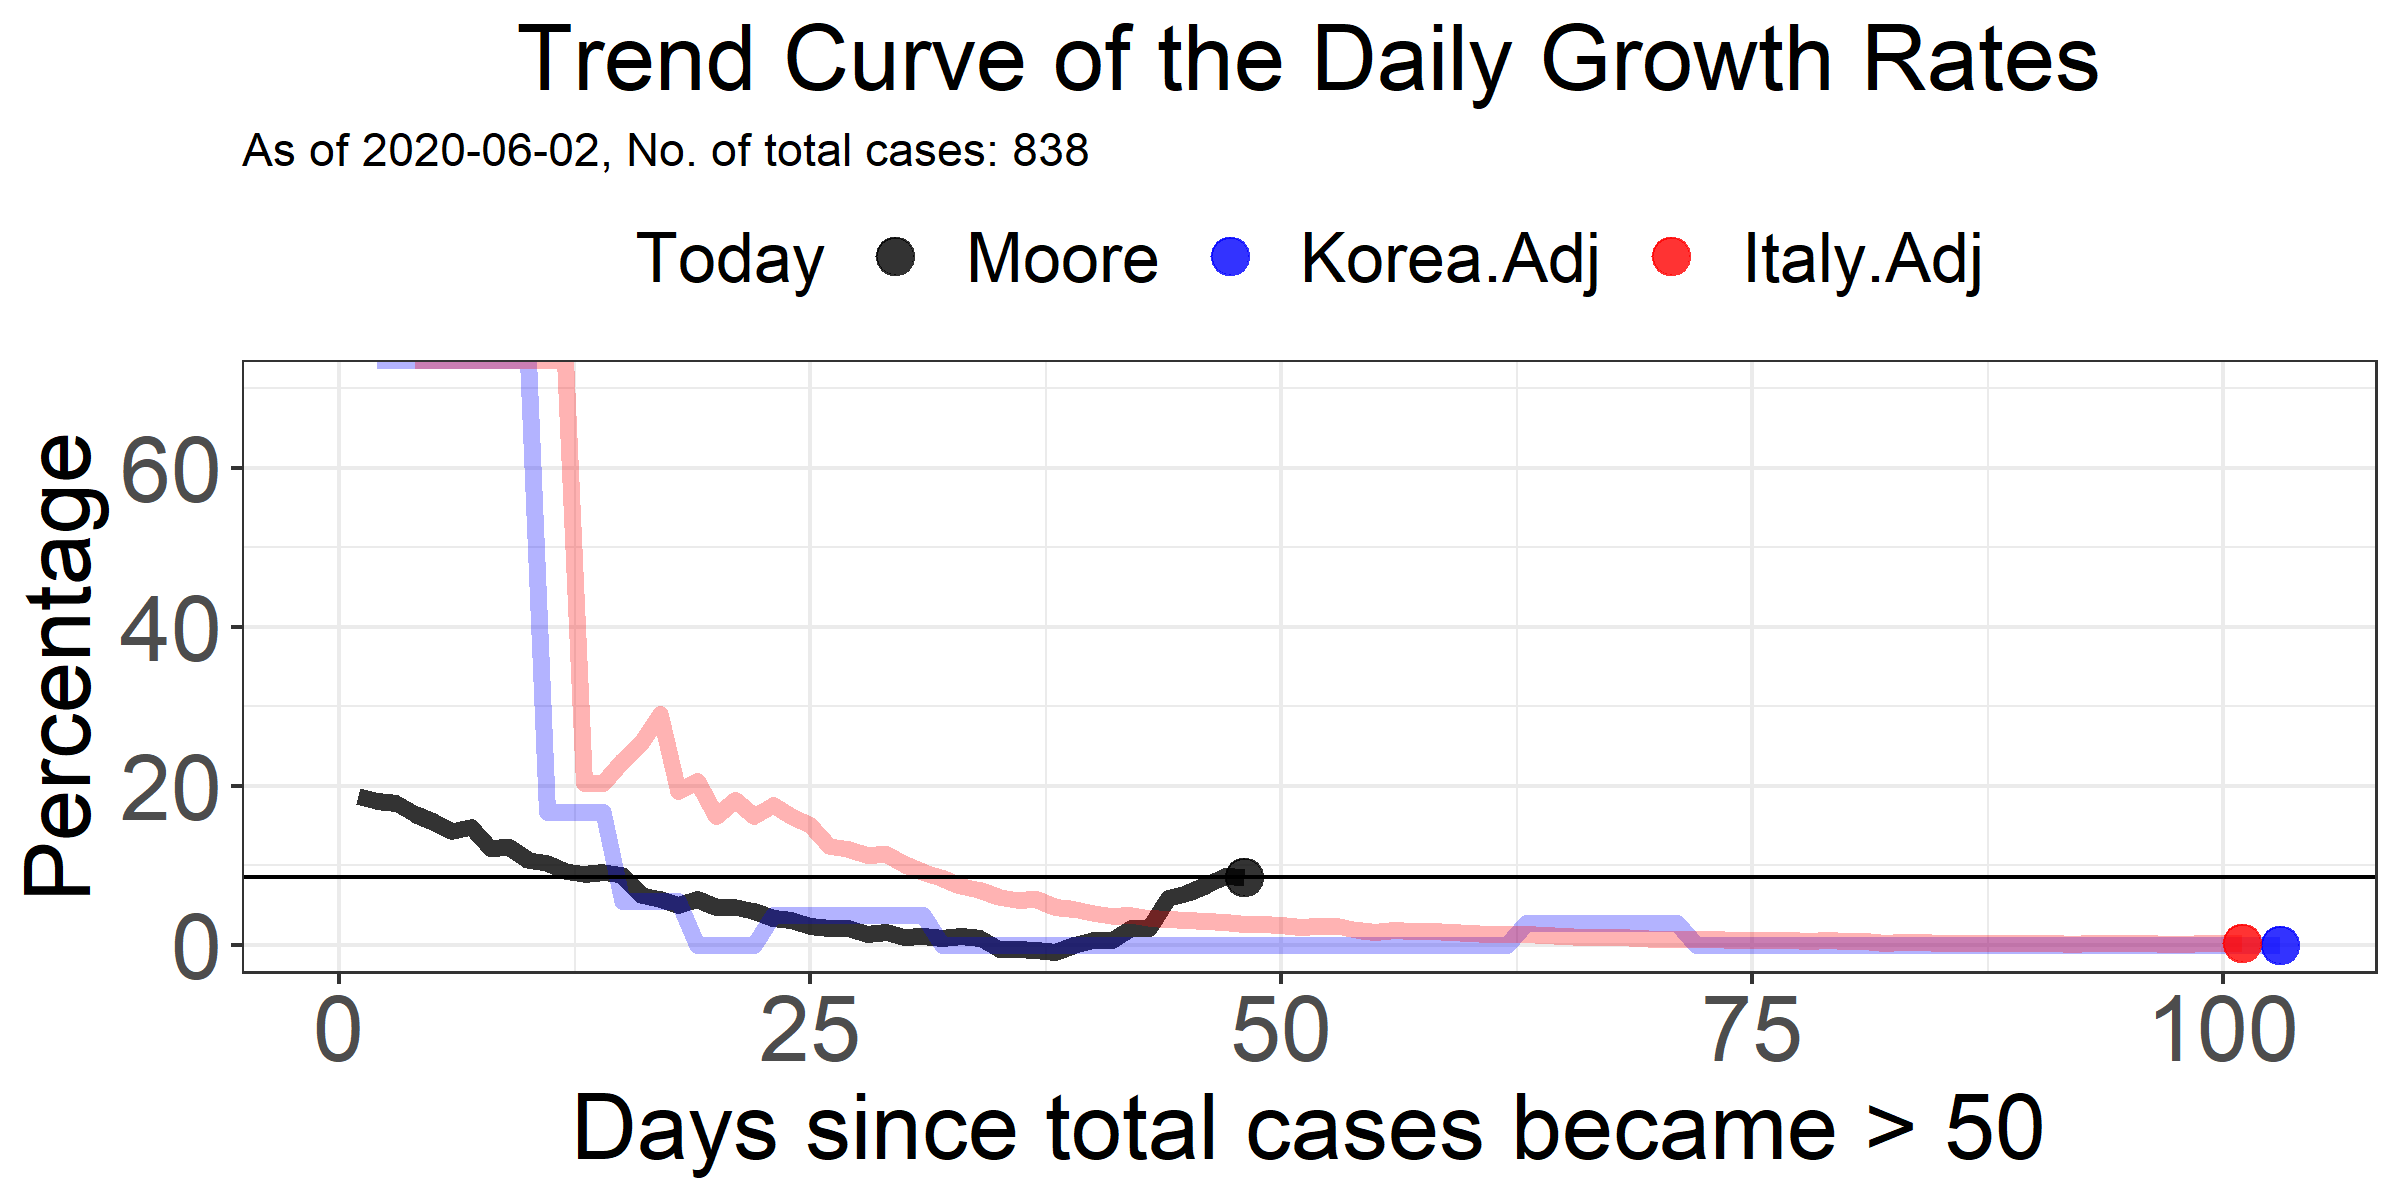 Trend Curve of the Daily Growth Rates
As of 2020-06-02, No. of total cases: 838
Today Moore Korea.Adj Italy.Adj
Percentage
60
40
20
0
0 25 50 75 100
Days since total cases became > 50